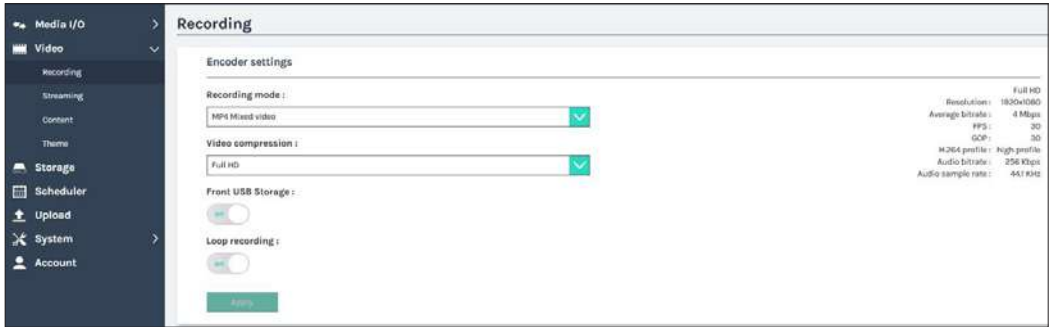 Media I/O
Video
Recording
Streaming
Content
Theme
Storage
Scheduler
Upload
System
Account
Recording
Encoder settings
Recording mode :
MP4 Mixed video
Video compression :
Full HD
Front USB Storage :
Loop recording :
Apply
Full HD
Resolution : 1920x1080
Average bitrate : 4 Mbps
FPS : 30
GOP : 30
H.264 profile : high profile
Audio bitrate : 256 Kbps
Audio sample rate : 44.1 KHz